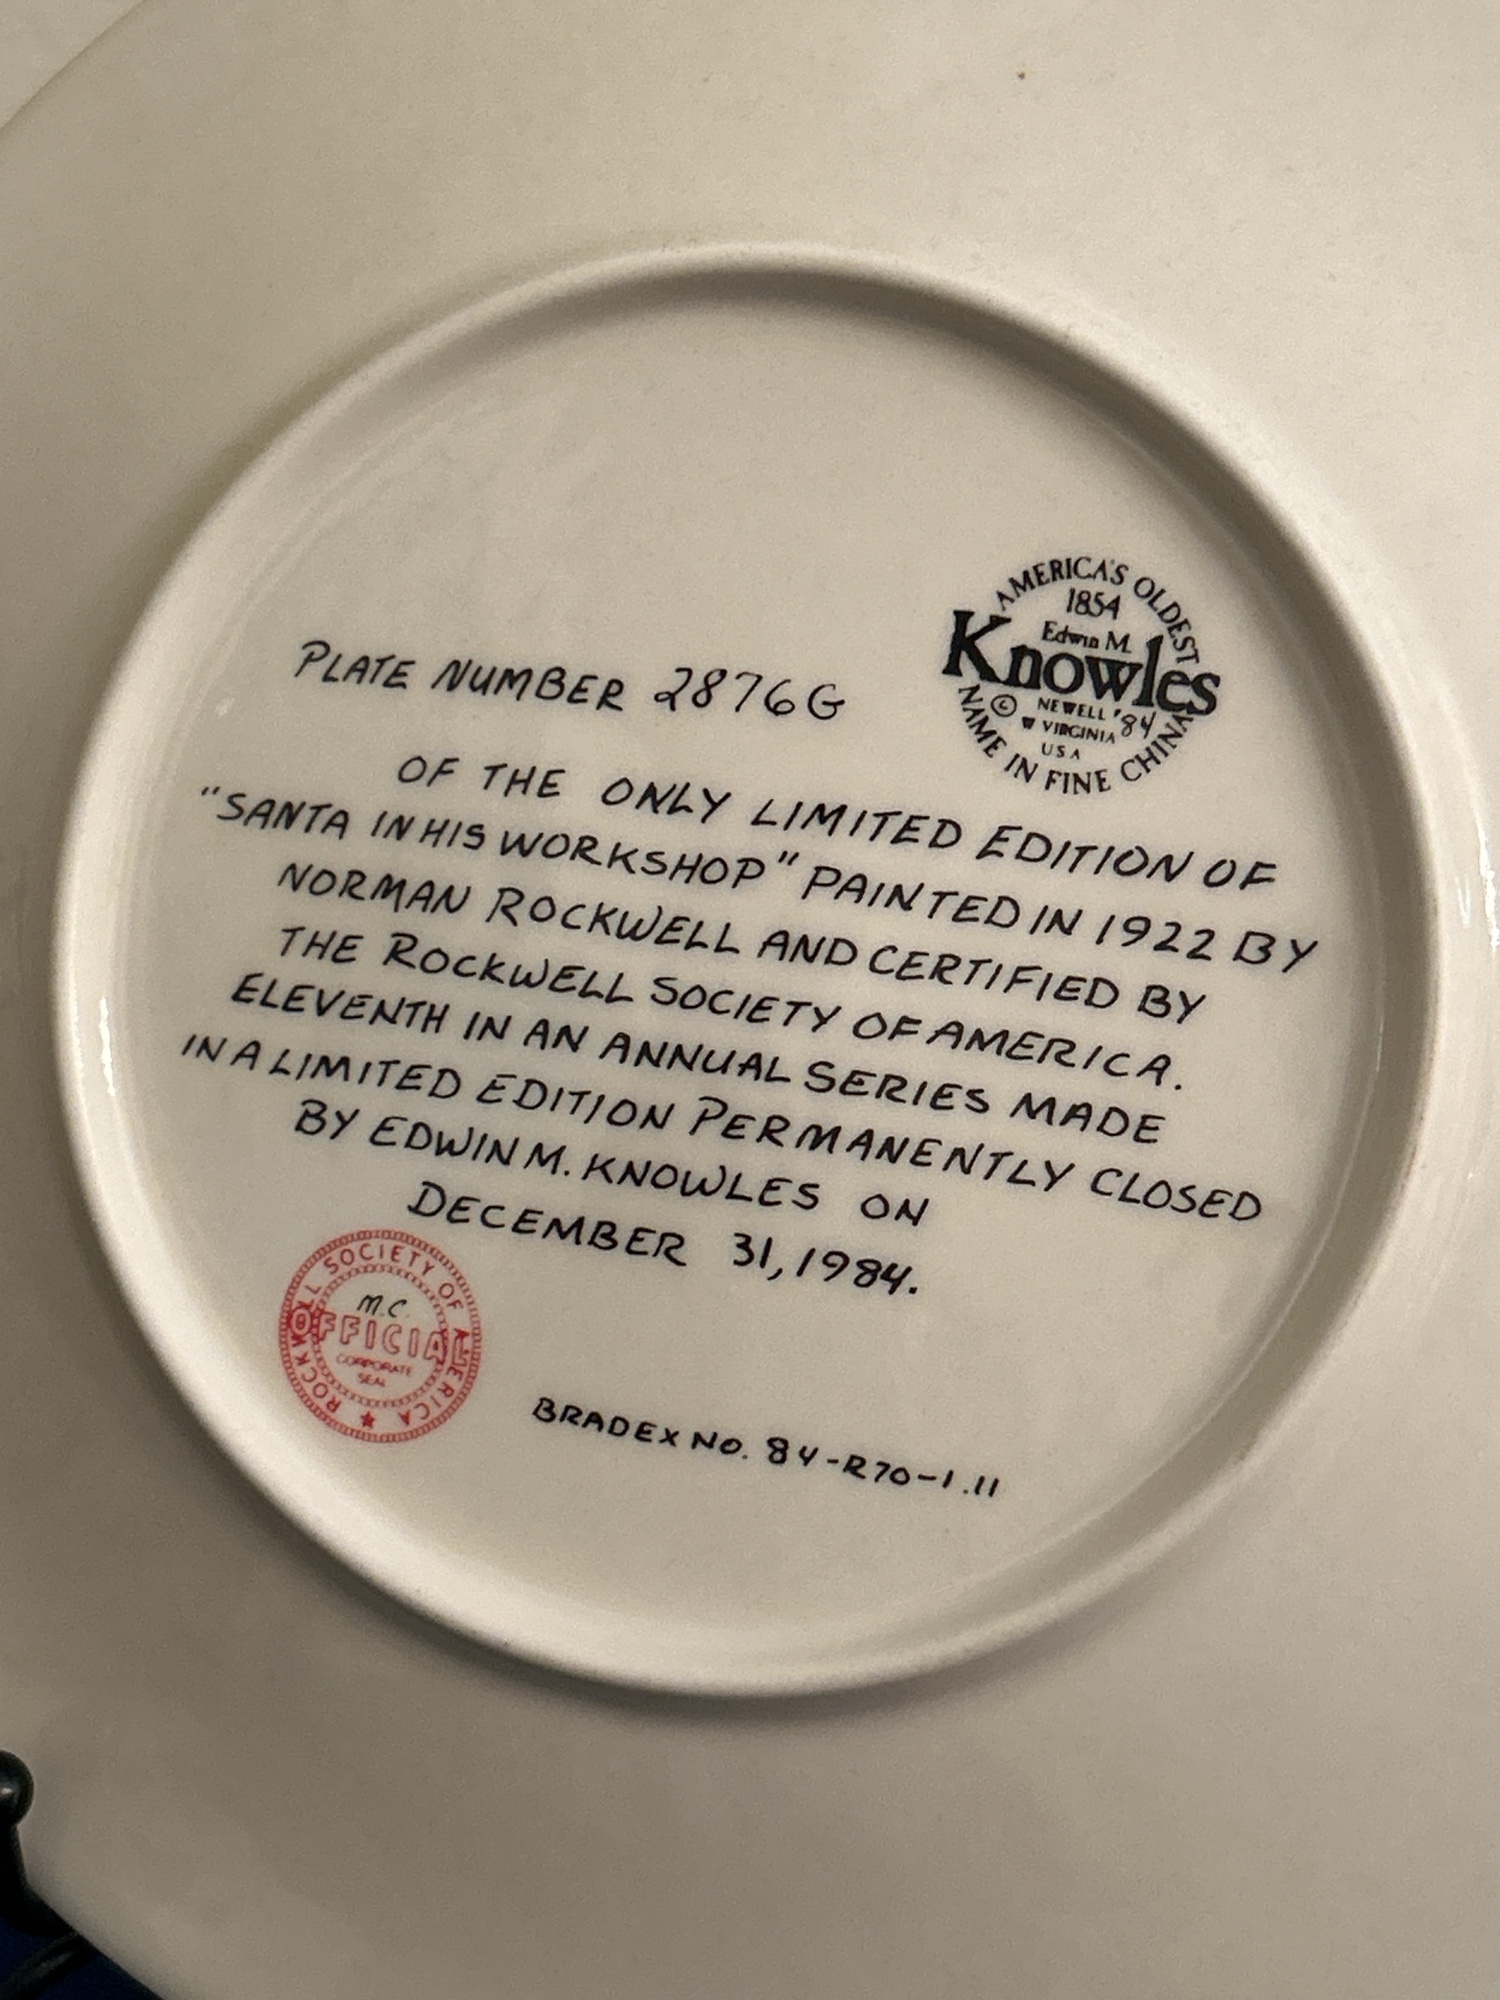 AMERICA'S OLDEST
1854
Edwin M.
Knowles
© NEWELL '84
W VIRGINIA
USA
NAME IN FINE CHINA
PLATE NUMBER 2876G
OF THE ONLY LIMITED EDITION OF
"SANTA IN HIS WORKSHOP" PAINTED IN 1922 BY
NORMAN ROCKWELL AND CERTIFIED BY
THE ROCKWELL SOCIETY OF AMERICA.
ELEVENTH IN AN ANNUAL SERIES MADE
IN A LIMITED EDITION PERMANENTLY CLOSED
BY EDWIN M. KNOWLES ON
DECEMBER 31, 1984.
ROCKWELL SOCIETY OF AMERICA ★
M.C.
OFFICIAL
CORPORATE
SEAL
BRADEX NO. 84-R70-1.11